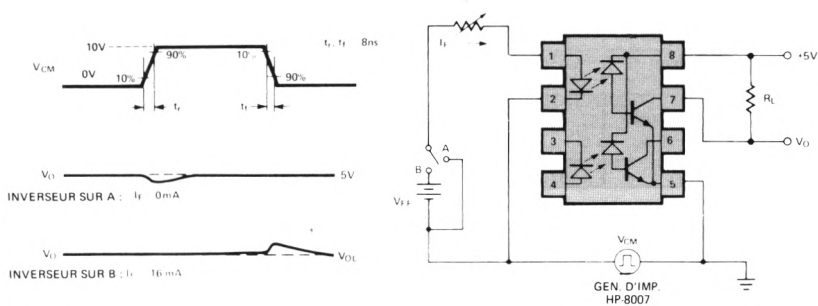 10V
90%
10%
tr, tf 8ns
VCM
0V
10%
90%
tr
tf
VO
5V
INVERSEUR SUR A : IF 0mA
VO
VOL
INVERSEUR SUR B : IF 16mA
IF
1
8
+5V
2
7
RL
A
3
6
VO
B
4
5
VFF
VCM
GEN. D'IMP.
HP-8007